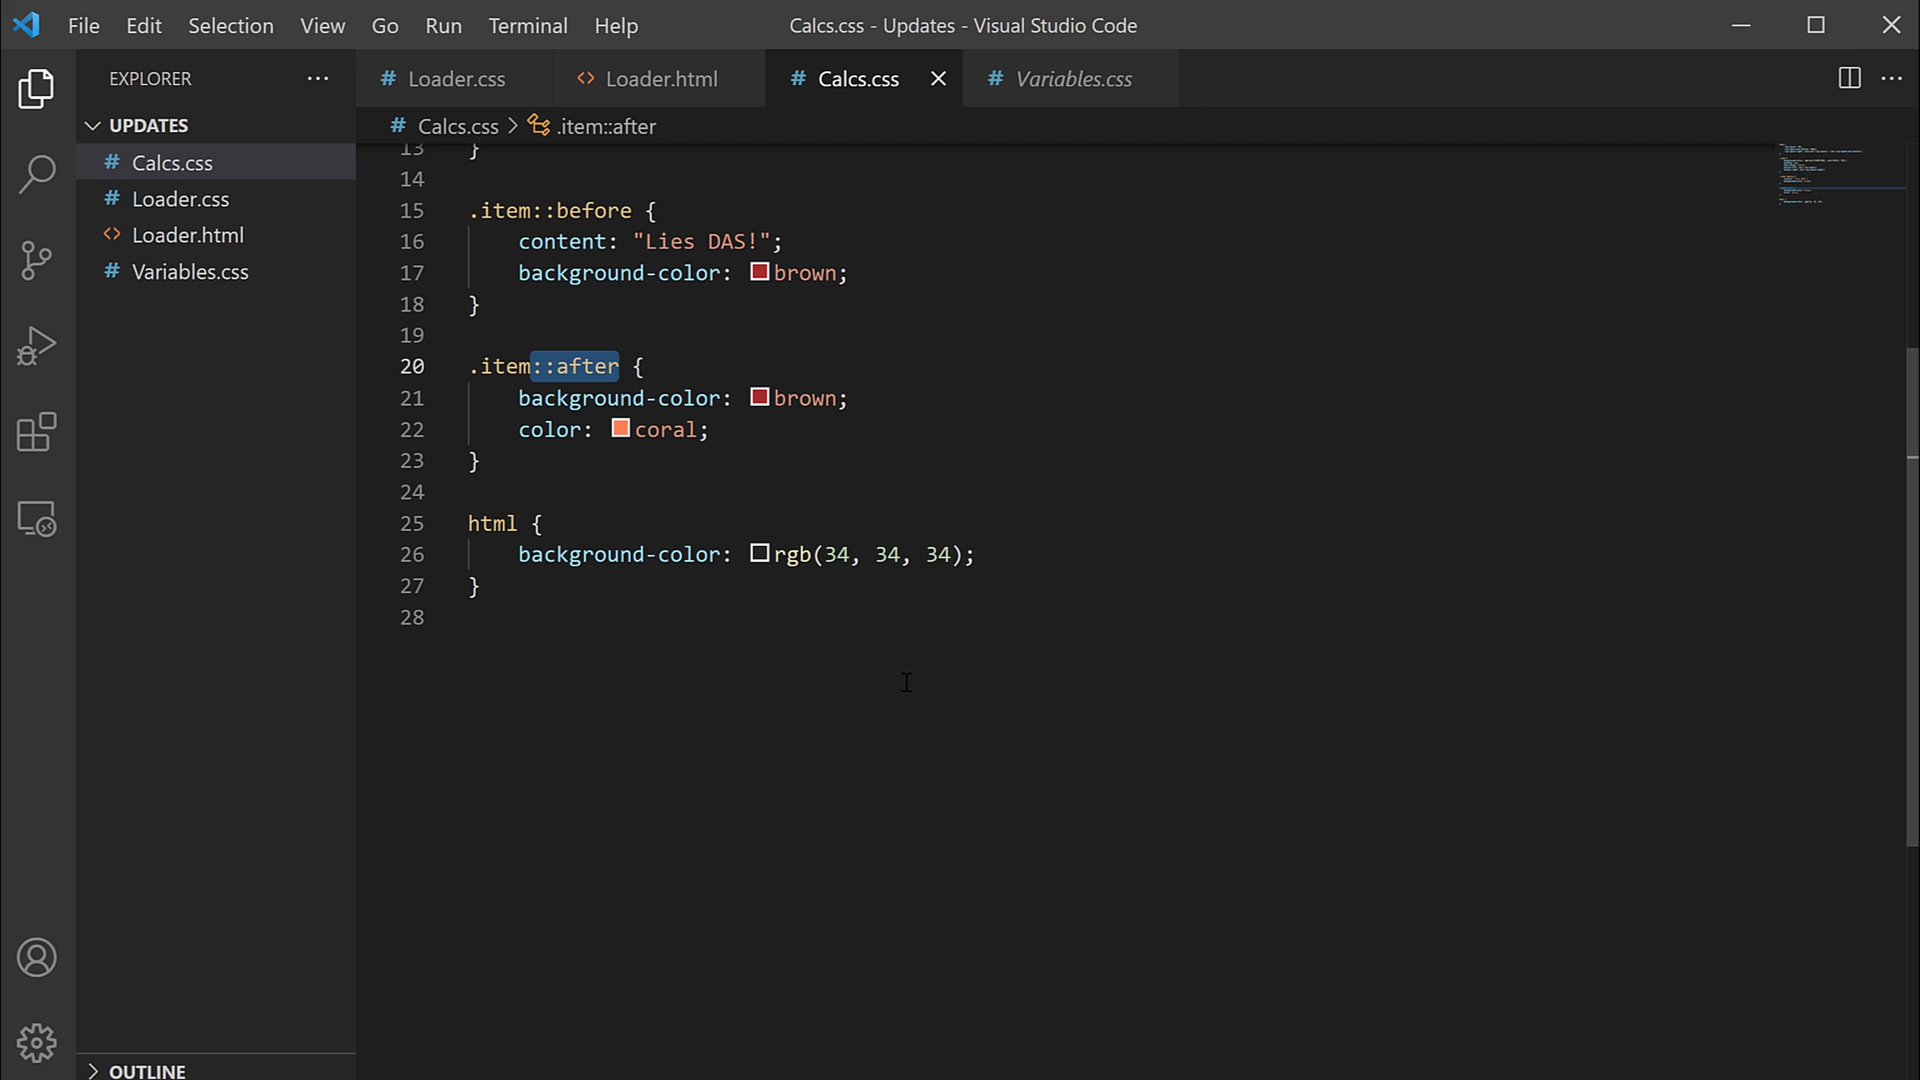 File Edit Selection View Go Run Terminal Help Calcs.css - Updates - Visual Studio Code
EXPLORER ··· # Loader.css <> Loader.html # Calcs.css # Variables.css ···
UPDATES
# Calcs.css > .item::after
# Calcs.css
# Loader.css
<> Loader.html
# Variables.css
13 }
14
15 .item::before {
16 content: "Lies DAS!";
17 background-color: brown;
18 }
19
20 .item::after {
21 background-color: brown;
22 color: coral;
23 }
24
25 html {
26 background-color: rgb(34, 34, 34);
27 }
28
OUTLINE